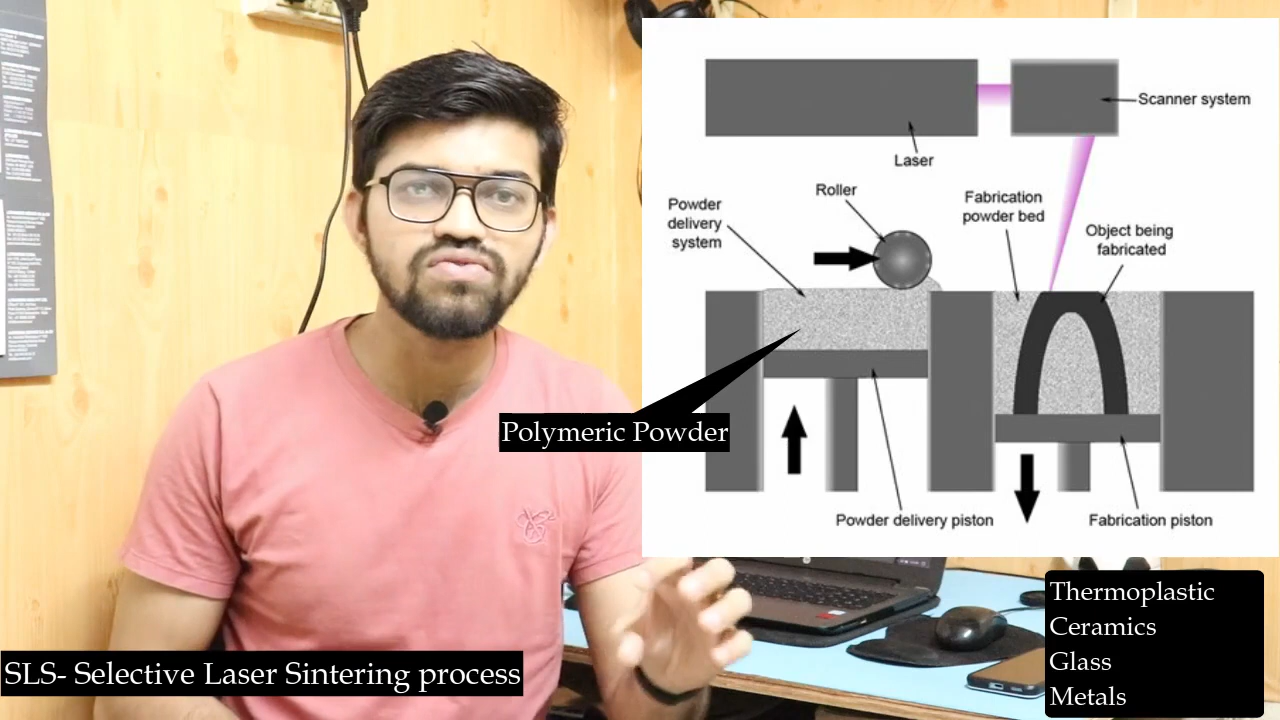 Scanner system
Laser
Roller
Powder
delivery
system
Fabrication
powder bed
Object being
fabricated
Polymeric Powder
Powder delivery piston
Fabrication piston
Thermoplastic
Ceramics
Glass
Metals
SLS- Selective Laser Sintering process